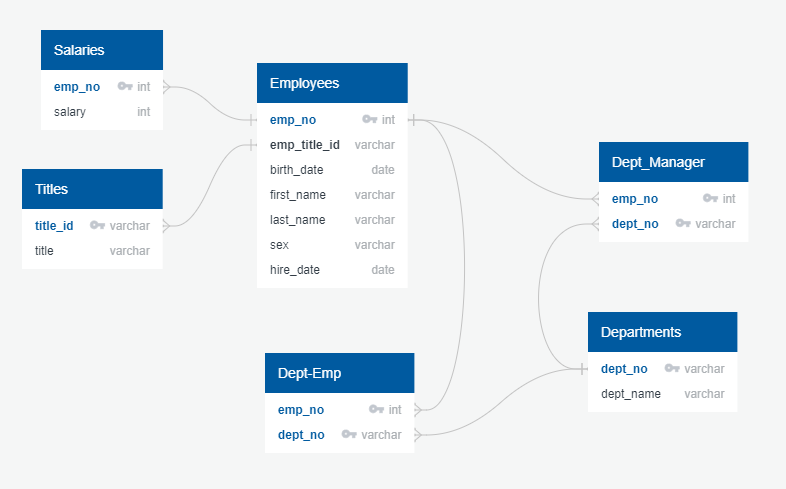 Salaries
emp_no int
salary int
Titles
title_id varchar
title varchar
Employees
emp_no int
emp_title_id varchar
birth_date date
first_name varchar
last_name varchar
sex varchar
hire_date date
Dept-Emp
emp_no int
dept_no varchar
Dept_Manager
emp_no int
dept_no varchar
Departments
dept_no varchar
dept_name varchar